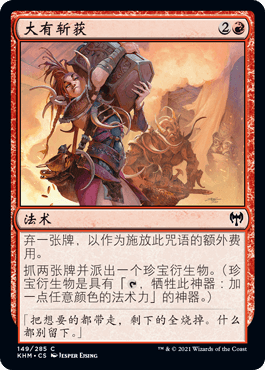 大有斩获 2
法术
弃一张牌，以作为施放此咒语的额外费
用。
抓两张牌并派出一个珍宝衍生物。（珍
宝衍生物是具有「，牺牲此神器：加
一点任意颜色的法术力」的神器。）
「把想要的都带走，剩下的全烧掉。什
么都别留下。」
149/285 C
KHM • CS JESPER EJSING
™ & © 2021 Wizards of the Coast